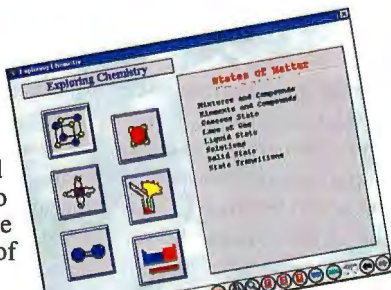 Exploring Chemistry
Exploring Chemistry
States of Matter
Mixtures and Compounds
Elements and Compounds
Gaseous State
Laws of Gas
Liquid State
Solutions
Solid State
State Transitions
of